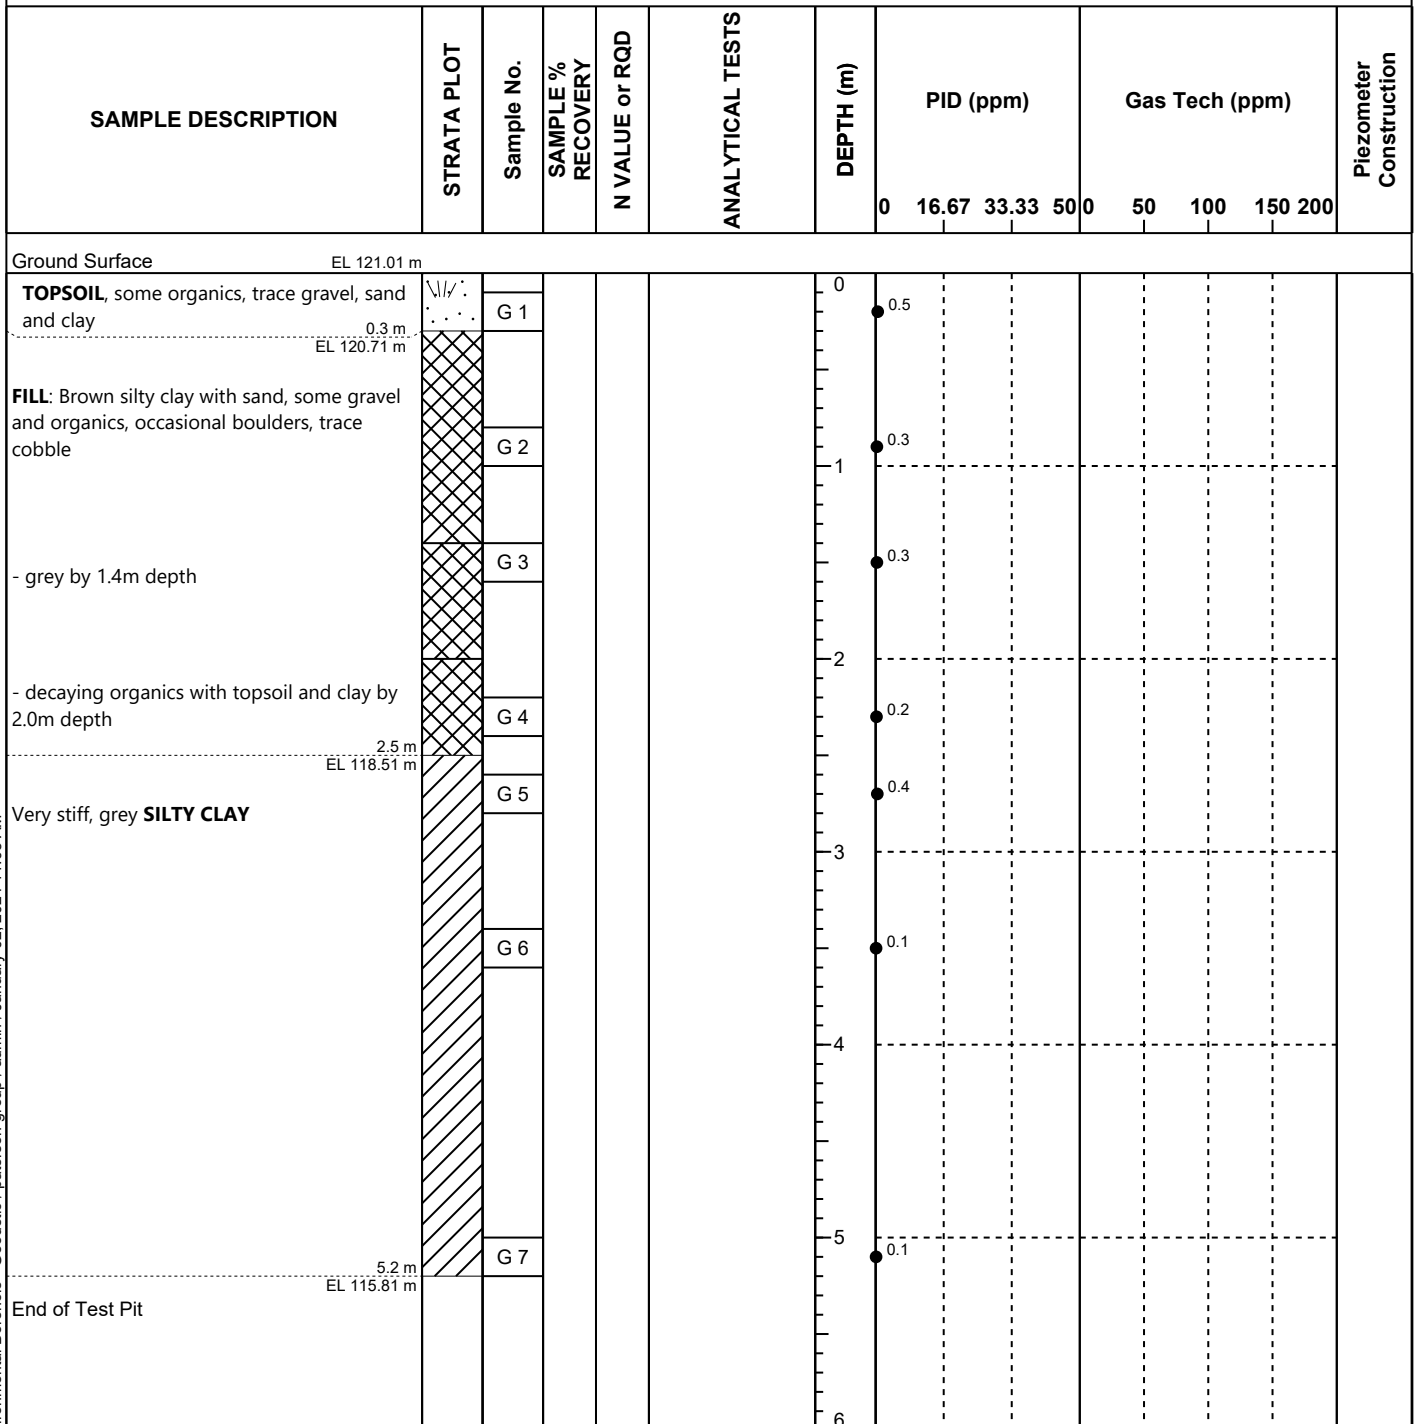 SAMPLE DESCRIPTION
STRATA PLOT
Sample No.
SAMPLE %
RECOVERY
N VALUE or RQD
ANALYTICAL TESTS
DEPTH (m)
PID (ppm)
0 16.67 33.33 50
Gas Tech (ppm)
0 50 100 150 200
Piezometer
Construction
Ground Surface EL 121.01 m
TOPSOIL, some organics, trace gravel, sand
and clay
0.3 m
EL 120.71 m
G 1
0
0.5
FILL: Brown silty clay with sand, some gravel
and organics, occasional boulders, trace
cobble
G 2
0.3
1
- grey by 1.4m depth
G 3
0.3
2
- decaying organics with topsoil and clay by
2.0m depth
2.5 m
EL 118.51 m
G 4
0.2
G 5
0.4
Very stiff, grey SILTY CLAY
3
G 6
0.1
4
5
G 7
0.1
5.2 m
EL 115.81 m
End of Test Pit
6